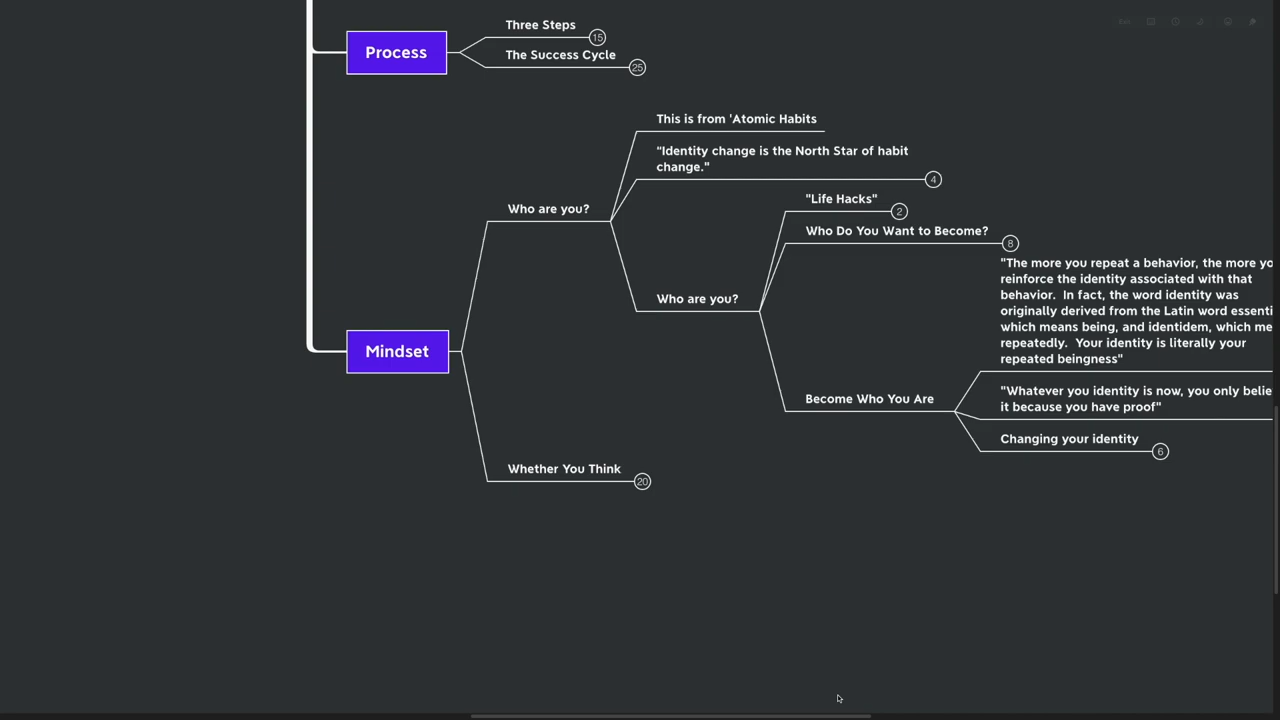 Three Steps
15
Process
The Success Cycle
25
This is from 'Atomic Habits
"Identity change is the North Star of habit
change."
4
"Life Hacks"
2
Who are you?
Who Do You Want to Become?
8
"The more you repeat a behavior, the more yo
reinforce the identity associated with that
behavior. In fact, the word identity was
Who are you?
originally derived from the Latin word essenti
which means being, and identidem, which me
repeatedly. Your identity is literally your
repeated beingness"
Mindset
"Whatever you identity is now, you only belie
it because you have proof"
Become Who You Are
Changing your identity
6
Whether You Think
20